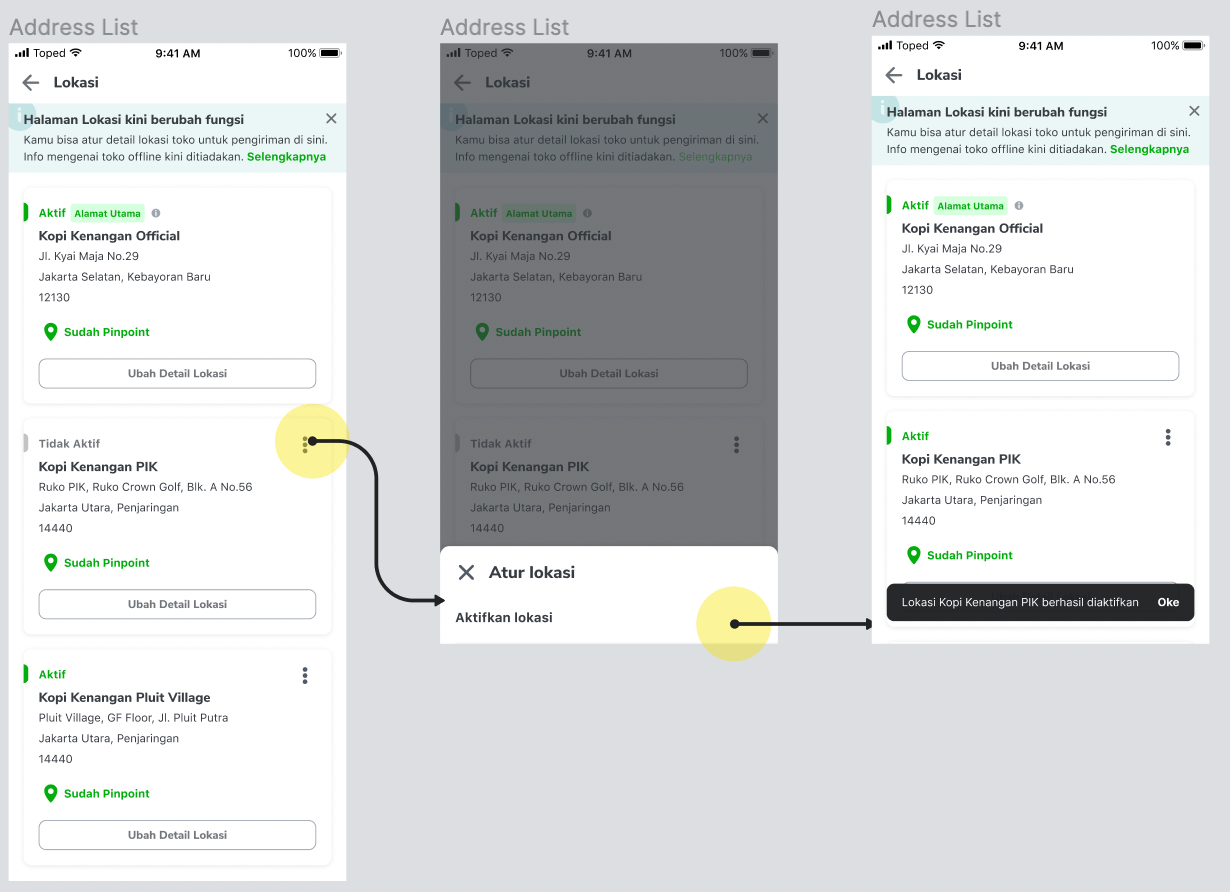 Address List
Toped
9:41 AM
100%
Lokasi
Halaman Lokasi kini berubah fungsi
Kamu bisa atur detail lokasi toko untuk pengiriman di sini.
Info mengenai toko offline kini ditiadakan. Selengkapnya
Aktif Alamat Utama
Kopi Kenangan Official
Jl. Kyai Maja No.29
Jakarta Selatan, Kebayoran Baru
12130
Sudah Pinpoint
Ubah Detail Lokasi
Tidak Aktif
Kopi Kenangan PIK
Ruko PIK, Ruko Crown Golf, Blk. A No.56
Jakarta Utara, Penjaringan
14440
Sudah Pinpoint
Ubah Detail Lokasi
Aktif
Kopi Kenangan Pluit Village
Pluit Village, GF Floor, Jl. Pluit Putra
Jakarta Utara, Penjaringan
14440
Sudah Pinpoint
Ubah Detail Lokasi
Address List
Toped
9:41 AM
100%
Lokasi
Halaman Lokasi kini berubah fungsi
Kamu bisa atur detail lokasi toko untuk pengiriman di sini.
Info mengenai toko offline kini ditiadakan. Selengkapnya
Aktif Alamat Utama
Kopi Kenangan Official
Jl. Kyai Maja No.29
Jakarta Selatan, Kebayoran Baru
12130
Sudah Pinpoint
Ubah Detail Lokasi
Tidak Aktif
Kopi Kenangan PIK
Ruko PIK, Ruko Crown Golf, Blk. A No.56
Jakarta Utara, Penjaringan
14440
Atur lokasi
Aktifkan lokasi
Address List
Toped
9:41 AM
100%
Lokasi
Halaman Lokasi kini berubah fungsi
Kamu bisa atur detail lokasi toko untuk pengiriman di sini.
Info mengenai toko offline kini ditiadakan. Selengkapnya
Aktif Alamat Utama
Kopi Kenangan Official
Jl. Kyai Maja No.29
Jakarta Selatan, Kebayoran Baru
12130
Sudah Pinpoint
Ubah Detail Lokasi
Aktif
Kopi Kenangan PIK
Ruko PIK, Ruko Crown Golf, Blk. A No.56
Jakarta Utara, Penjaringan
14440
Sudah Pinpoint
Lokasi Kopi Kenangan PIK berhasil diaktifkan Oke